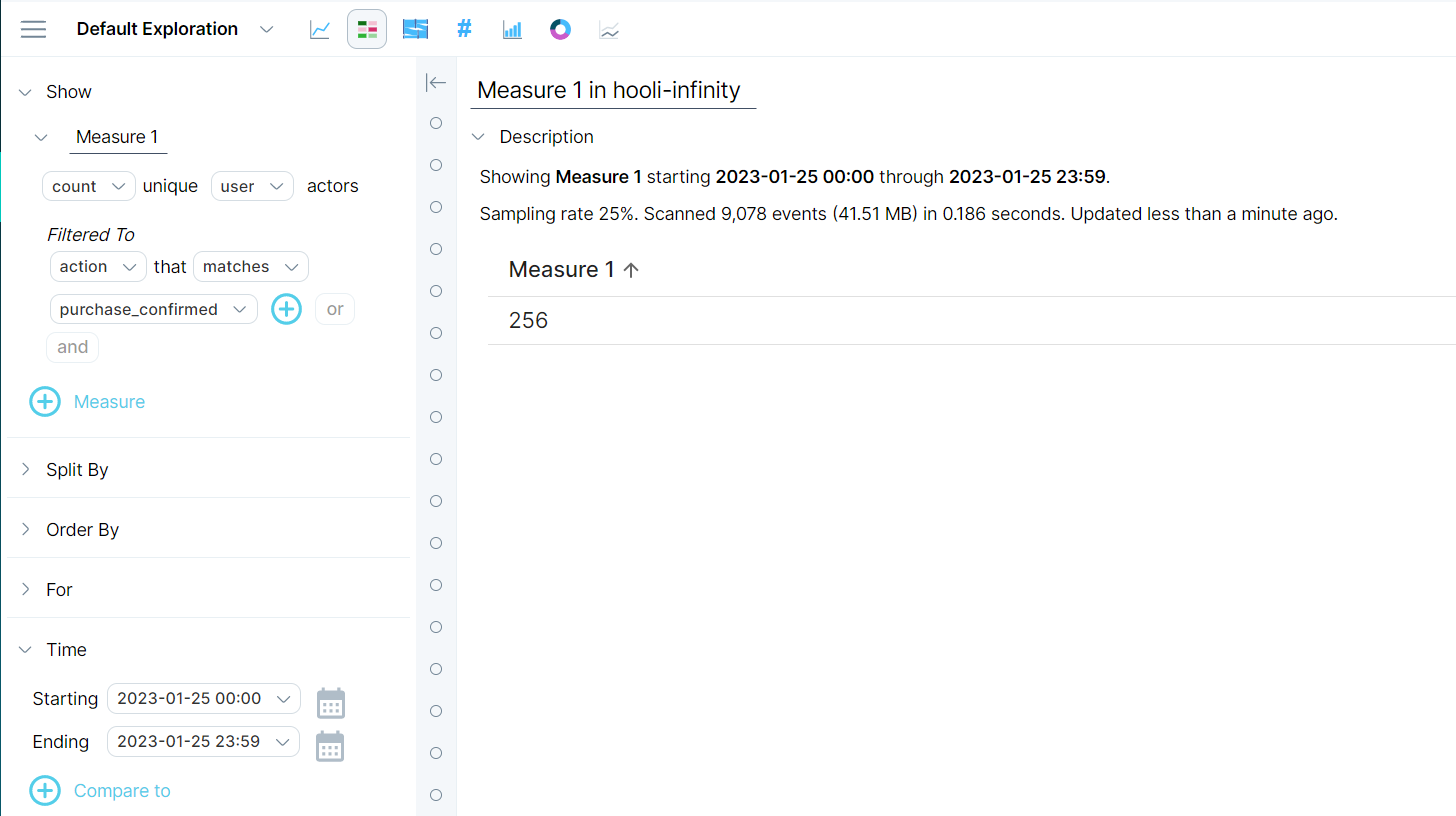 Default Exploration
#
Show
Measure 1
count unique user actors
Filtered To
action that matches
purchase_confirmed or
and
Measure
Split By
Order By
For
Time
Starting 2023-01-25 00:00
Ending 2023-01-25 23:59
Compare to
Measure 1 in hooli-infinity
Description
Showing Measure 1 starting 2023-01-25 00:00 through 2023-01-25 23:59.
Sampling rate 25%. Scanned 9,078 events (41.51 MB) in 0.186 seconds. Updated less than a minute ago.
Measure 1
256